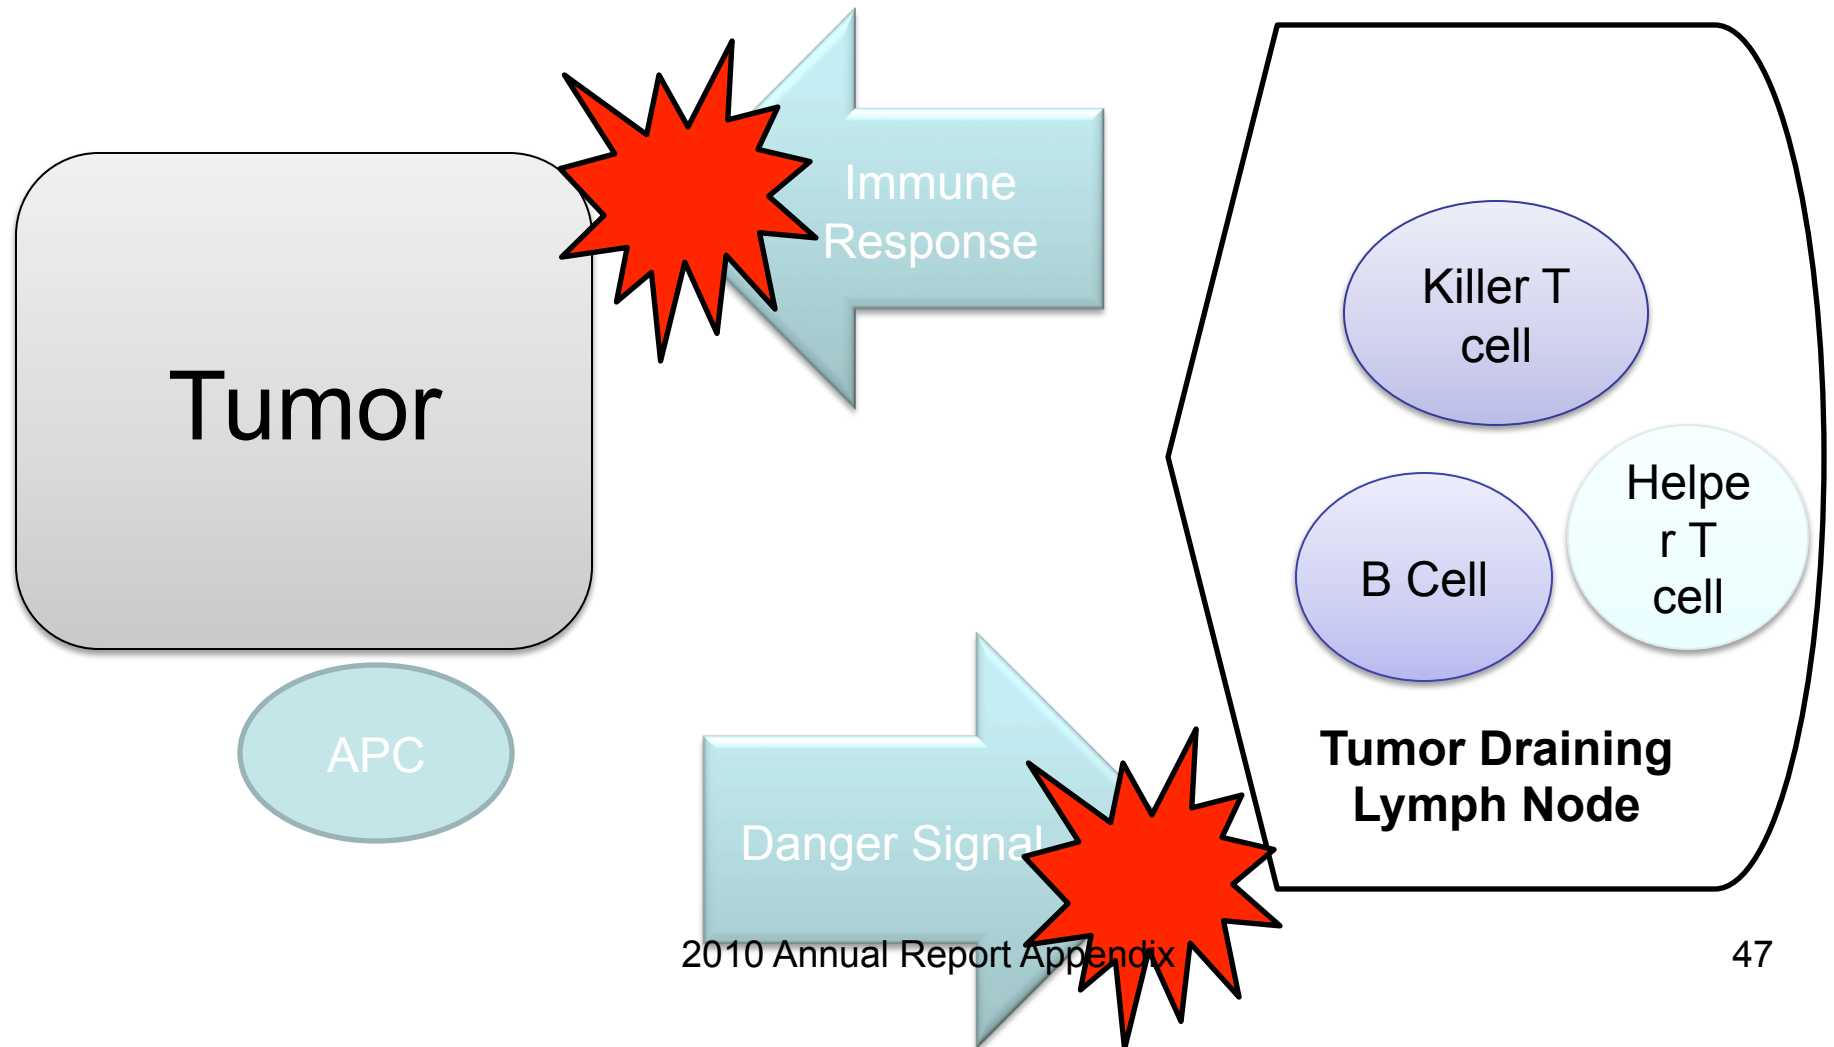 Immune
Response
Tumor
Killer T
cell
Helpe
r T
cell
B Cell
APC
Tumor Draining
Lymph Node
Danger Signal
2010 Annual Report Appendix
47